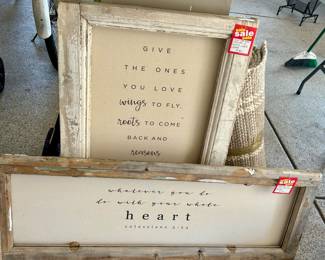 sale
GIVE
THE ONES
YOU LOVE
wings TO FLY,
roots TO COME
BACK AND
reasons
sale
whatever you do
do with your whole
heart
colossians 3:23